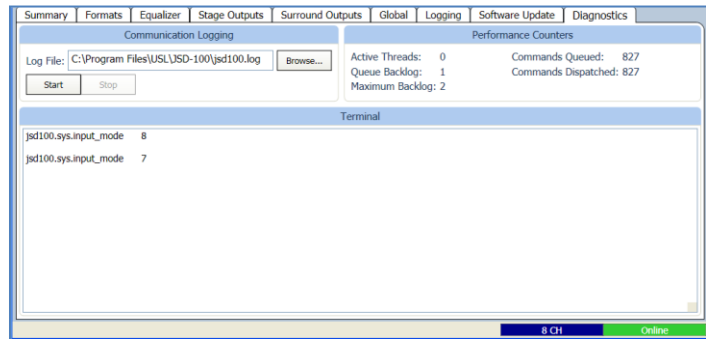 Summary Formats Equalizer Stage Outputs Surround Outputs Global Logging Software Update Diagnostics
Communication Logging
Log File: C:\Program Files\USL\JSD-100\jsd100.log Browse...
Start Stop
Performance Counters
Active Threads: 0 Commands Queued: 827
Queue Backlog: 1 Commands Dispatched: 827
Maximum Backlog: 2
Terminal
jsd100.sys.input_mode 8
jsd100.sys.input_mode 7
8 CH Online